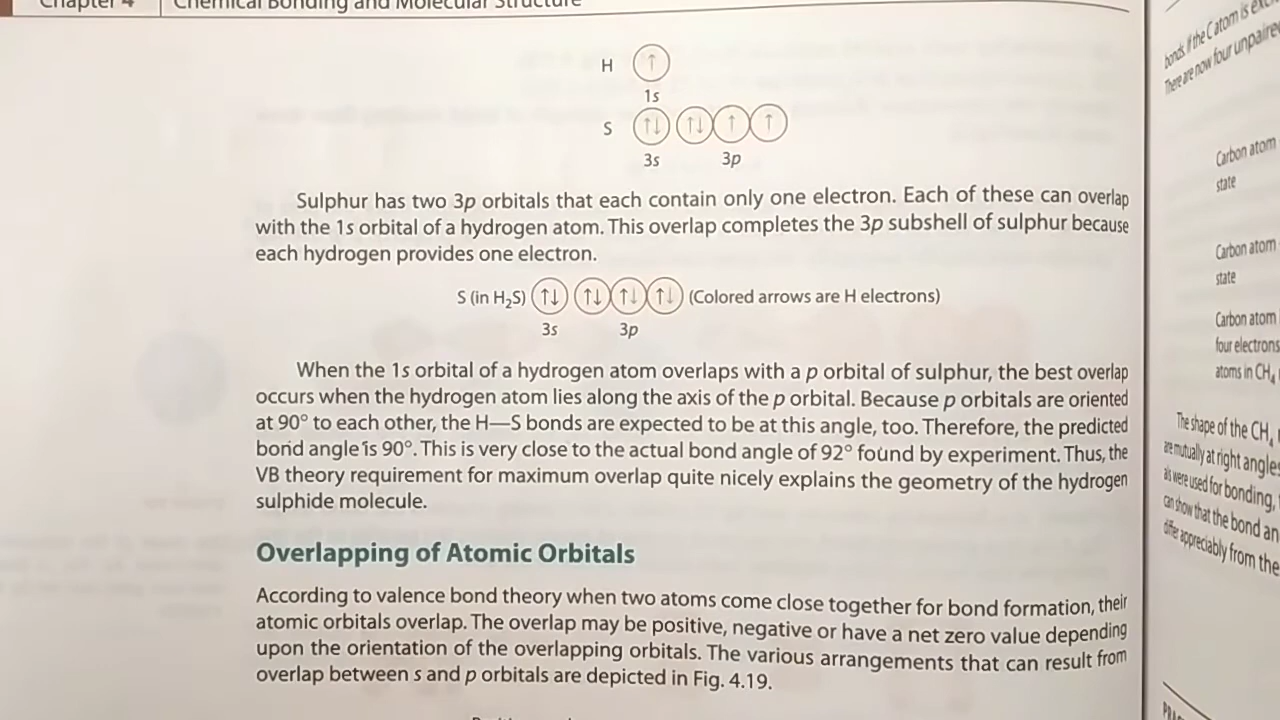 Chapter 4 Chemical Bonding and Molecular Structure
H ↑
1s
S ↑↓ ↑↓ ↑ ↑
3s 3p
Sulphur has two 3p orbitals that each contain only one electron. Each of these can overlap
with the 1s orbital of a hydrogen atom. This overlap completes the 3p subshell of sulphur because
each hydrogen provides one electron.
S (in H₂S) ↑↓ ↑↓ ↑↓ ↑↓ (Colored arrows are H electrons)
3s 3p
When the 1s orbital of a hydrogen atom overlaps with a p orbital of sulphur, the best overlap
occurs when the hydrogen atom lies along the axis of the p orbital. Because p orbitals are oriented
at 90° to each other, the H—S bonds are expected to be at this angle, too. Therefore, the predicted
bond angle is 90°. This is very close to the actual bond angle of 92° found by experiment. Thus, the
VB theory requirement for maximum overlap quite nicely explains the geometry of the hydrogen
sulphide molecule.
Overlapping of Atomic Orbitals
According to valence bond theory when two atoms come close together for bond formation, their
atomic orbitals overlap. The overlap may be positive, negative or have a net zero value depending
upon the orientation of the overlapping orbitals. The various arrangements that can result from
overlap between s and p orbitals are depicted in Fig. 4.19.
bonds. If the C atom is
There are now four unpaired
Carbon atom
state
Carbon atom
state
Carbon atom
four electrons
atoms in CH₄
The shape of the CH₄
are mutually at right angles
als were used for bonding,
can show that the bond an
differ appreciably from the